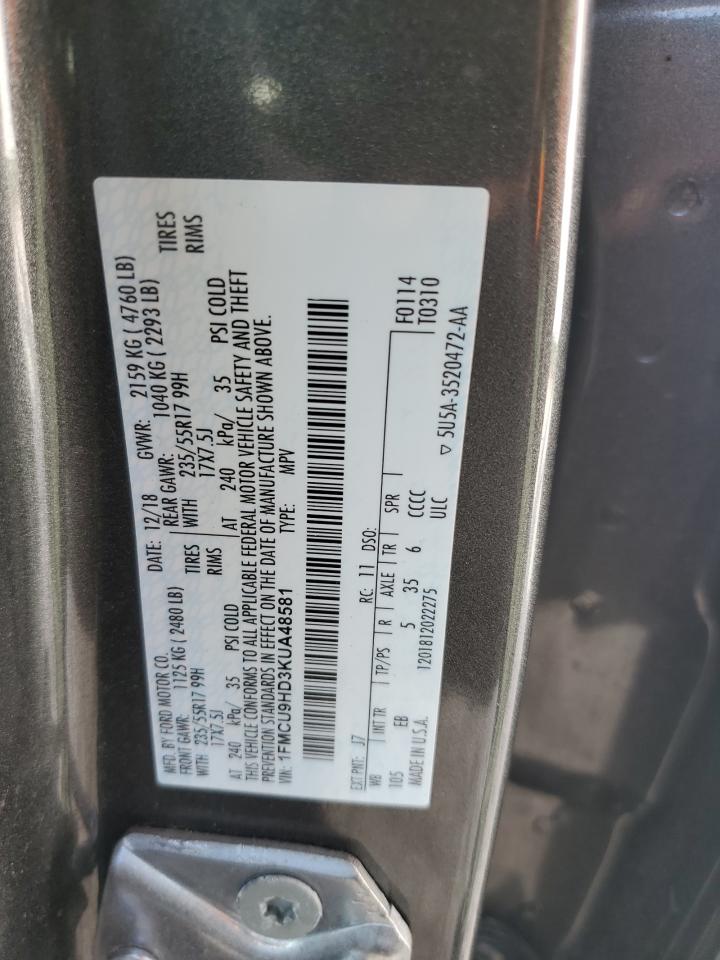 MFD. BY FORD MOTOR CO. DATE: 12/18 GVWR: 2159 KG ( 4760 LB)
FRONT GAWR: 1125 KG ( 2480 LB) REAR GAWR: 1040 KG ( 2293 LB)
WITH 235/55R17 99H TIRES WITH 235/55R17 99H TIRES
17X7.5J RIMS 17X7.5J RIMS
AT 240 kPa/ 35 PSI COLD AT 240 kPa/ 35 PSI COLD
THIS VEHICLE CONFORMS TO ALL APPLICABLE FEDERAL MOTOR VEHICLE SAFETY AND THEFT
PREVENTION STANDARDS IN EFFECT ON THE DATE OF MANUFACTURE SHOWN ABOVE.
VIN: 1FMCU9HD3KUA48581 TYPE: MPV
EXT PNT: J7 RC: 11 DSO: F0114
WB INT TR TP/PS R AXLE TR SPR T0310
105 EB 5 35 6 CCCC
MADE IN U.S.A. 1201812022275 ULC ▽ 5U5A-3520472-AA